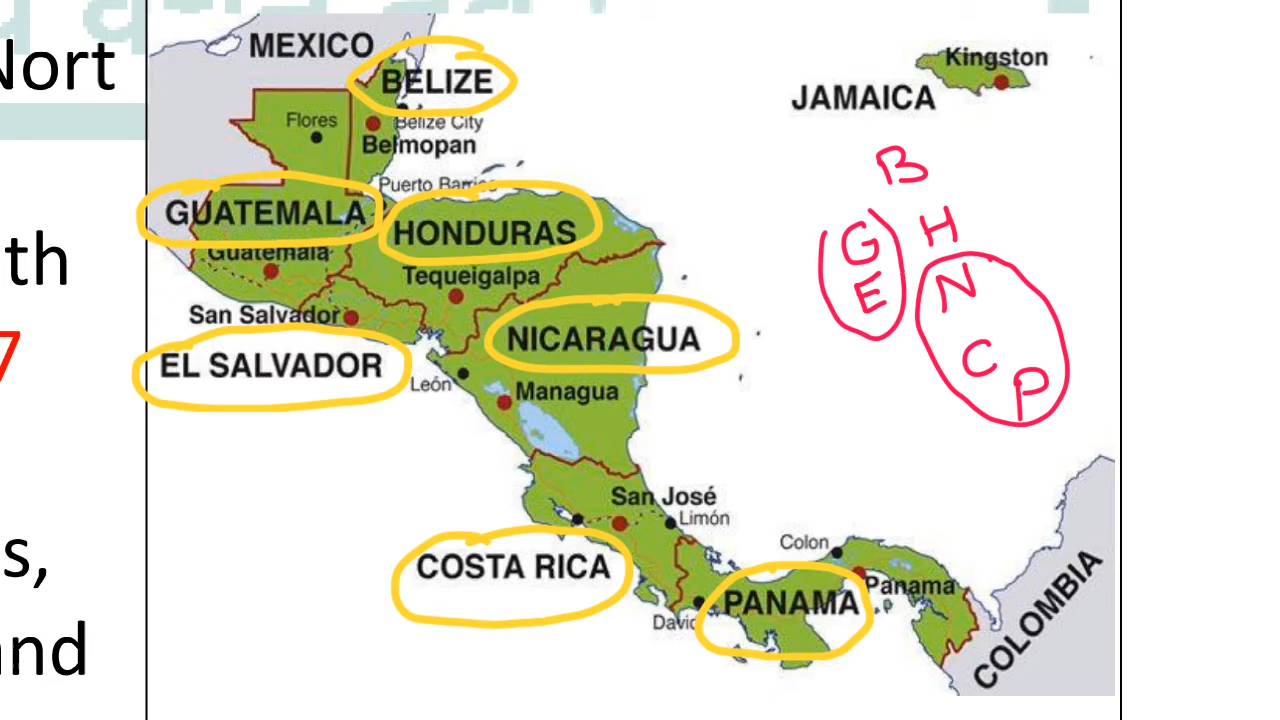 Nort
th
7
s,
and
MEXICO
BELIZE
Kingston
JAMAICA
Flores
Belize City
Belmopan
Puerto Barrios
GUATEMALA
HONDURAS
Guatemala
Tequeigalpa
San Salvador
NICARAGUA
EL SALVADOR
León
Managua
San José
Limón
COSTA RICA
Colon
Panama
PANAMA
David
COLOMBIA
B
G H
E N
C
P